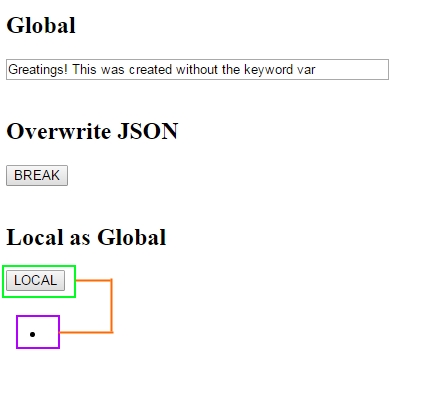 Global
Greatings! This was created without the keyword var
Overwrite JSON
BREAK
Local as Global
LOCAL